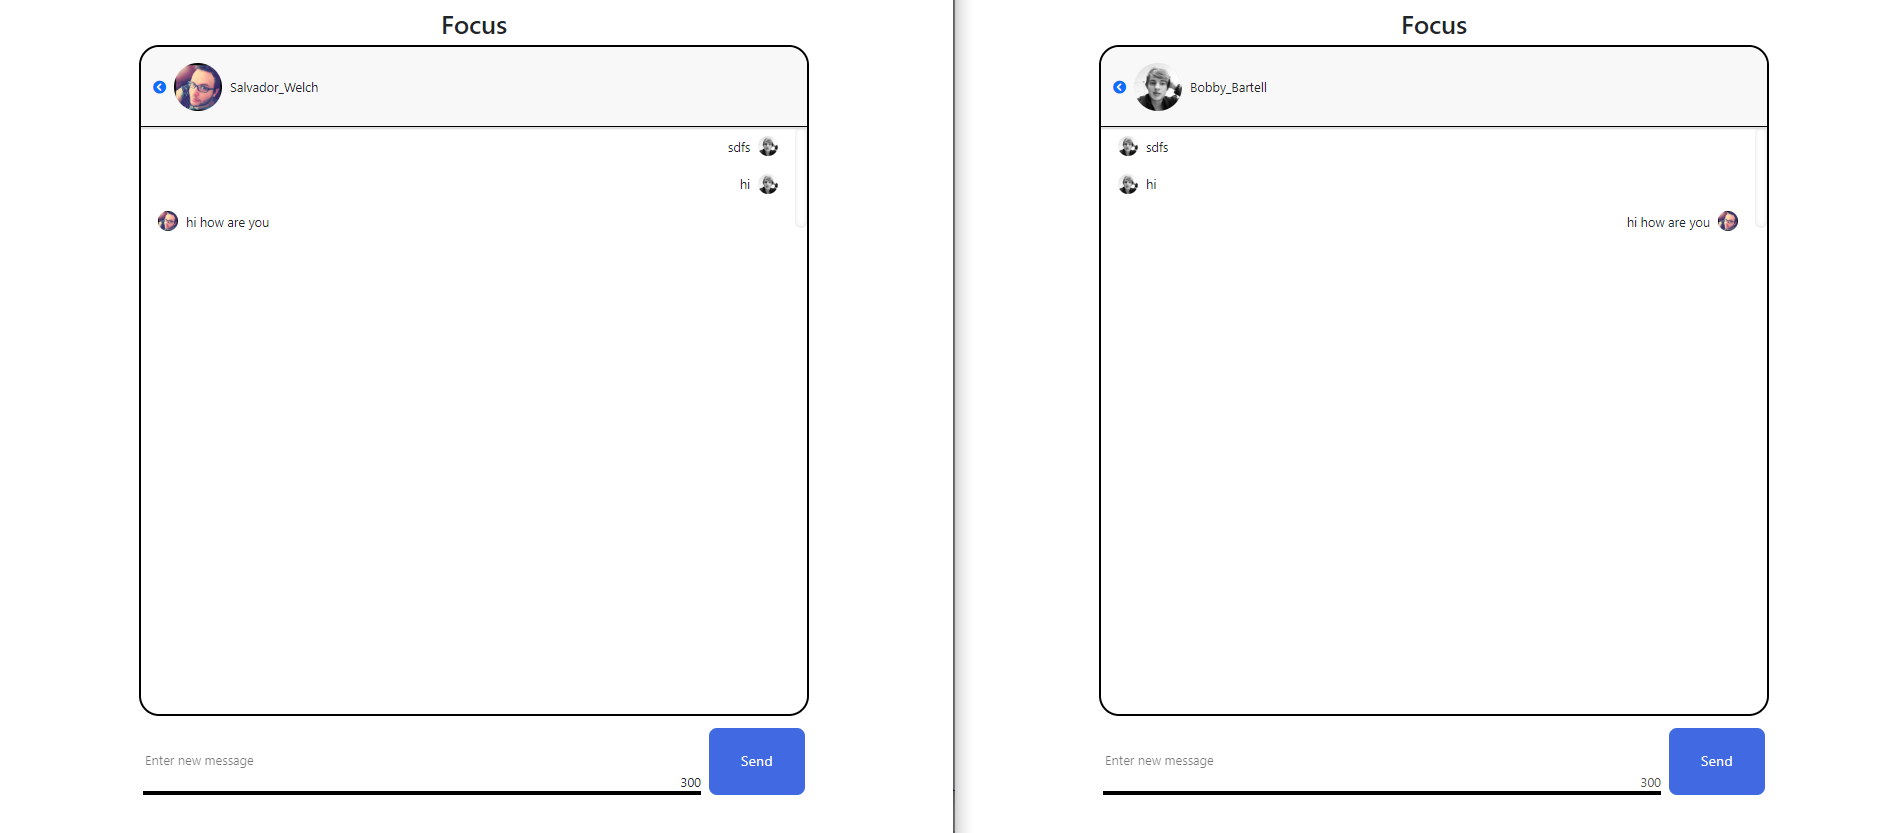 Focus
Salvador_Welch
sdfs
hi
hi how are you
Enter new message
300
Send
Focus
Bobby_Bartell
sdfs
hi
hi how are you
Enter new message
300
Send